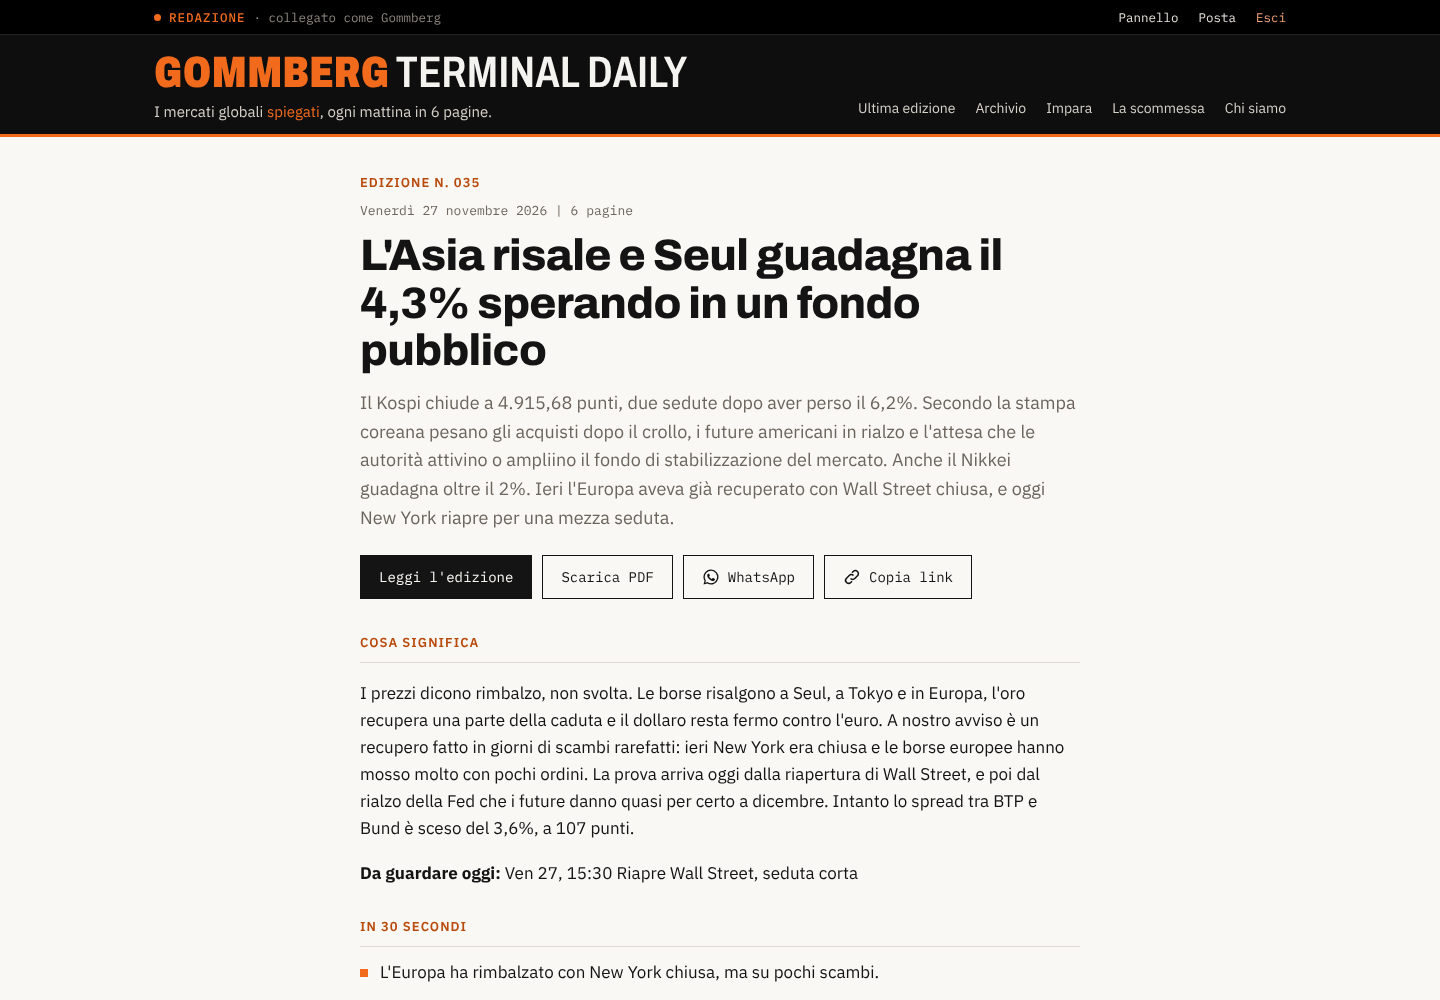 REDAZIONE · collegato come Gommberg
Pannello Posta Esci
GOMMBERG TERMINAL DAILY
I mercati globali spiegati, ogni mattina in 6 pagine.
Ultima edizione Archivio Impara La scommessa Chi siamo
EDIZIONE N. 035
Venerdì 27 novembre 2026 | 6 pagine
L'Asia risale e Seul guadagna il
4,3% sperando in un fondo
pubblico
Il Kospi chiude a 4.915,68 punti, due sedute dopo aver perso il 6,2%. Secondo la stampa
coreana pesano gli acquisti dopo il crollo, i future americani in rialzo e l'attesa che le
autorità attivino o ampliino il fondo di stabilizzazione del mercato. Anche il Nikkei
guadagna oltre il 2%. Ieri l'Europa aveva già recuperato con Wall Street chiusa, e oggi
New York riapre per una mezza seduta.
Leggi l'edizione Scarica PDF WhatsApp Copia link
COSA SIGNIFICA
I prezzi dicono rimbalzo, non svolta. Le borse risalgono a Seul, a Tokyo e in Europa, l'oro
recupera una parte della caduta e il dollaro resta fermo contro l'euro. A nostro avviso è un
recupero fatto in giorni di scambi rarefatti: ieri New York era chiusa e le borse europee hanno
mosso molto con pochi ordini. La prova arriva oggi dalla riapertura di Wall Street, e poi dal
rialzo della Fed che i future danno quasi per certo a dicembre. Intanto lo spread tra BTP e
Bund è sceso del 3,6%, a 107 punti.
Da guardare oggi: Ven 27, 15:30 Riapre Wall Street, seduta corta
IN 30 SECONDI
L'Europa ha rimbalzato con New York chiusa, ma su pochi scambi.